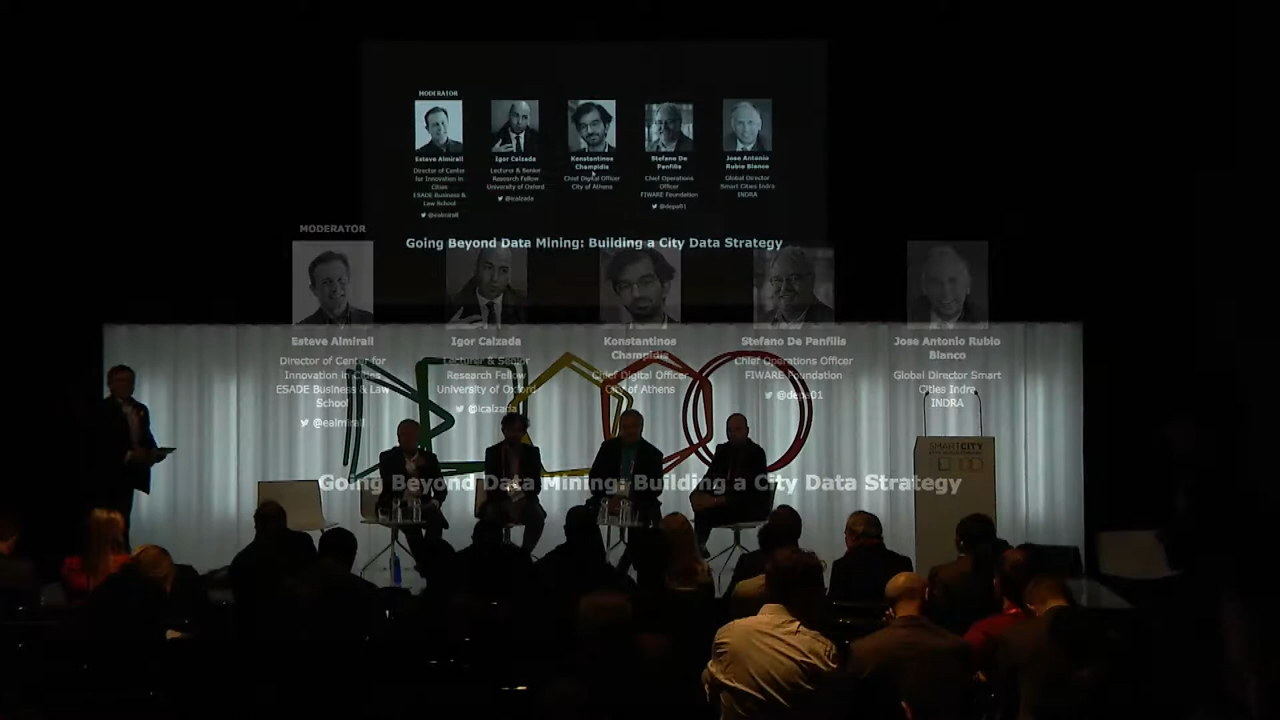 MODERATOR
Esteve Almirall
Director of Center
for Innovation in
Cities
ESADE Business &
Law School
@ealmirall
Igor Calzada
Lecturer & Senior
Research Fellow
University of Oxford
@icalzada
Konstantinos
Champidis
Chief Digital Officer
City of Athens
Stefano De
Panfilis
Chief Operations
Officer
FIWARE Foundation
@depa01
Jose Antonio
Rubio Blanco
Global Director
Smart Cities Indra
INDRA
Going Beyond Data Mining: Building a City Data Strategy
MODERATOR
Esteve Almirall
Director of Center for
Innovation in Cities
ESADE Business & Law
School
@ealmirall
Igor Calzada
Lecturer & Senior
Research Fellow
University of Oxford
@icalzada
Konstantinos
Champidis
Chief Digital Officer
City of Athens
Stefano De Panfilis
Chief Operations Officer
FIWARE Foundation
@depa01
Jose Antonio Rubio
Blanco
Global Director Smart
Cities Indra
INDRA
Going Beyond Data Mining: Building a City Data Strategy
SMARTCITY